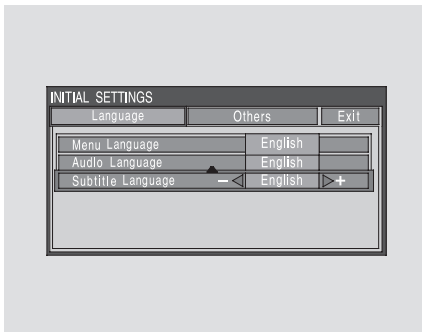 INITIAL SETTINGS
Language Others Exit
Menu Language English
Audio Language English
Subtitle Language − English +